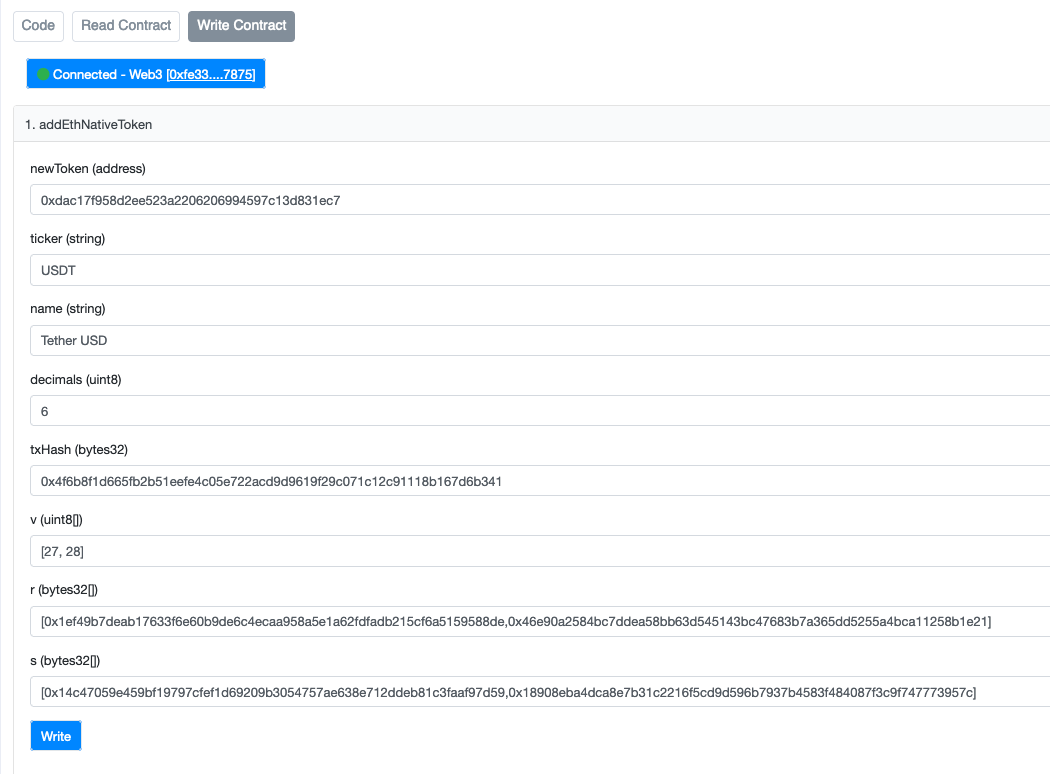 Code
Read Contract
Write Contract
Connected - Web3 [0xfe33....7875]
1. addEthNativeToken
newToken (address)
0xdac17f958d2ee523a2206206994597c13d831ec7
ticker (string)
USDT
name (string)
Tether USD
decimals (uint8)
6
txHash (bytes32)
0x4f6b8f1d665fb2b51eefe4c05e722acd9d9619f29c071c12c91118b167d6b341
v (uint8[])
[27, 28]
r (bytes32[])
[0x1ef49b7deab17633f6e60b9de6c4ecaa958a5e1a62fdfadb215cf6a5159588de,0x46e90a2584bc7ddea58bb63d545143bc47683b7a365dd5255a4bca11258b1e21]
s (bytes32[])
[0x14c47059e459bf19797cfef1d69209b3054757ae638e712ddeb81c3faaf97d59,0x18908eba4dca8e7b31c2216f5cd9d596b7937b4583f484087f3c9f747773957c]
Write